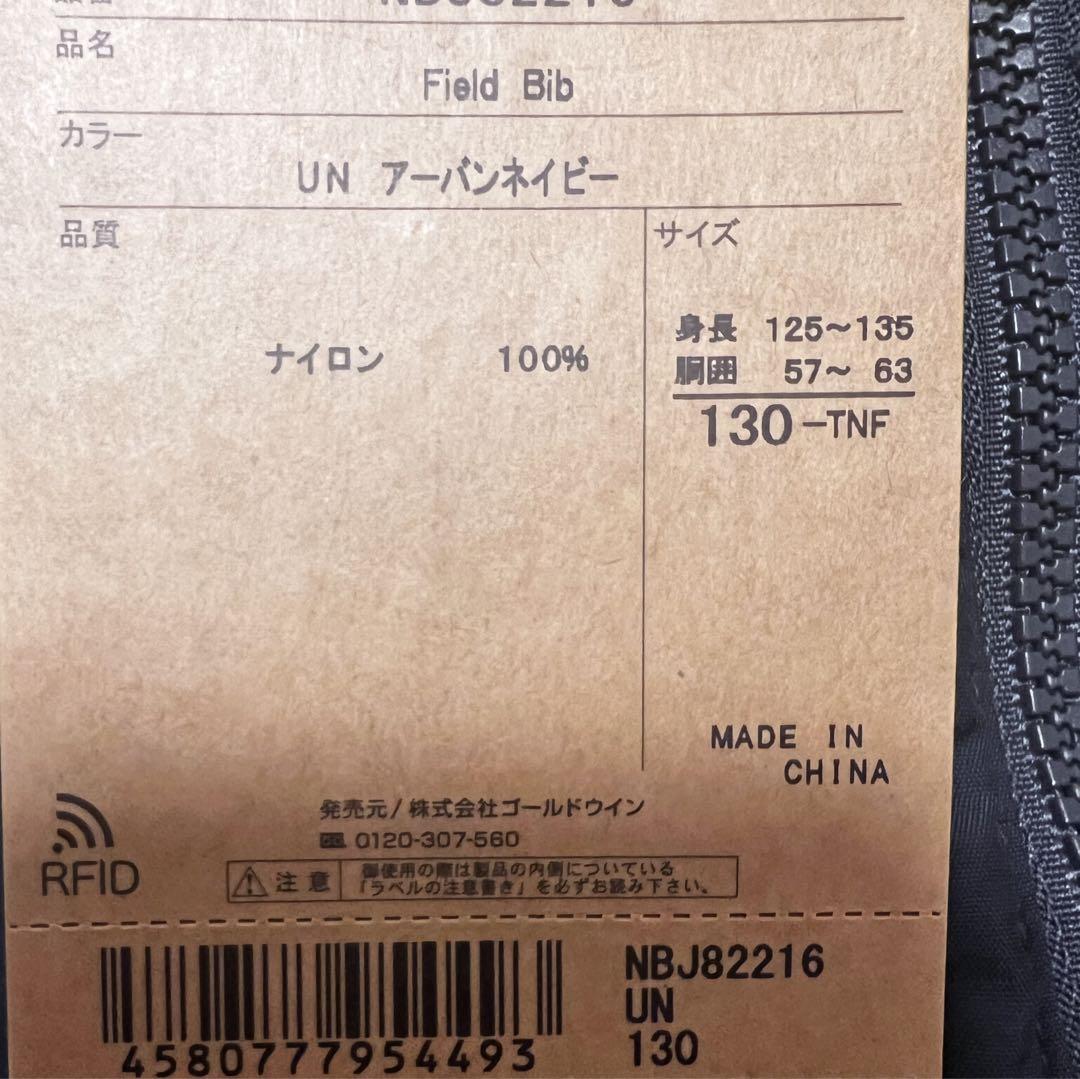 品番 NBJ82216
品名
Field Bib
カラー
UN アーバンネイビー
品質
サイズ
ナイロン 100%
身長 125～135
胴囲 57～ 63
130-TNF
MADE IN
CHINA
発売元/株式会社ゴールドウイン
0120-307-560
RFID
注意
御使用の際は製品の内側についている
「ラベルの注意書き」を必ずお読み下さい。
4580777954493
NBJ82216
UN
130